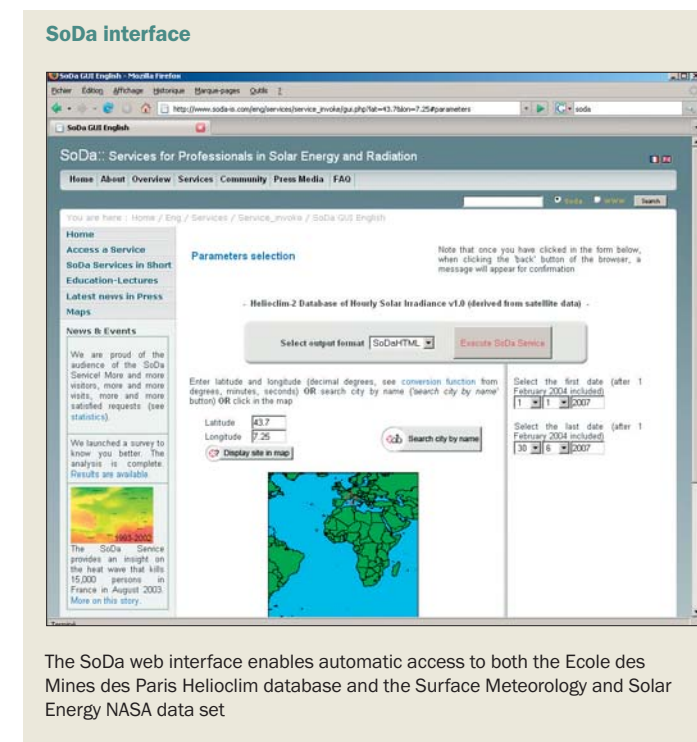 SoDa interface
SoDa GUI English - Mozilla Firefox
Fichier Édition Affichage Historique Marque-pages Outils ?
http://www.soda-is.com/eng/services/service_invoke/gui.php?lat=43.7&lon=7.25#parameters
soda
SoDa GUI English
SoDa:: Services for Professionals in Solar Energy and Radiation
Home About Overview Services Community Press Media FAQ
Soda WWW Search
You are here : Home / Eng / Services / Service_invoke / SoDa GUI English
Home
Access a Service
SoDa Services in Short
Education-Lectures
Latest news in Press
Maps
News & Events
We are proud of the
audience of the SoDa
Service! More and more
visitors, more and more
visits, more and more
satisfied requests (see
statistics).
We launched a survey to
know you better. The
analysis is complete.
Results are available
1993-2002
The SoDa Service
provides an insight on
the heat wave that kills
15,000 persons in
France in August 2003.
More on this story.
Parameters selection
Note that once you have clicked in the form below,
when clicking the 'back' button of the browser, a
message will appear for confirmation
- Helioclim-2 Database of Hourly Solar Irradiance v1.0 (derived from satellite data) -
Select output format SoDaHTML Execute SoDa Service
Enter latitude and longitude (decimal degrees, see conversion function from
degrees, minutes, seconds) OR search city by name ('search city by name'
button) OR click in the map
Latitude 43.7
Longitude 7.25
Search city by name
Display site in map
Select the first date (after 1
February 2004 included)
1 1 2007
Select the last date (after 1
February 2004 included)
30 6 2007
Terminé
The SoDa web interface enables automatic access to both the Ecole des
Mines des Paris Helioclim database and the Surface Meteorology and Solar
Energy NASA data set